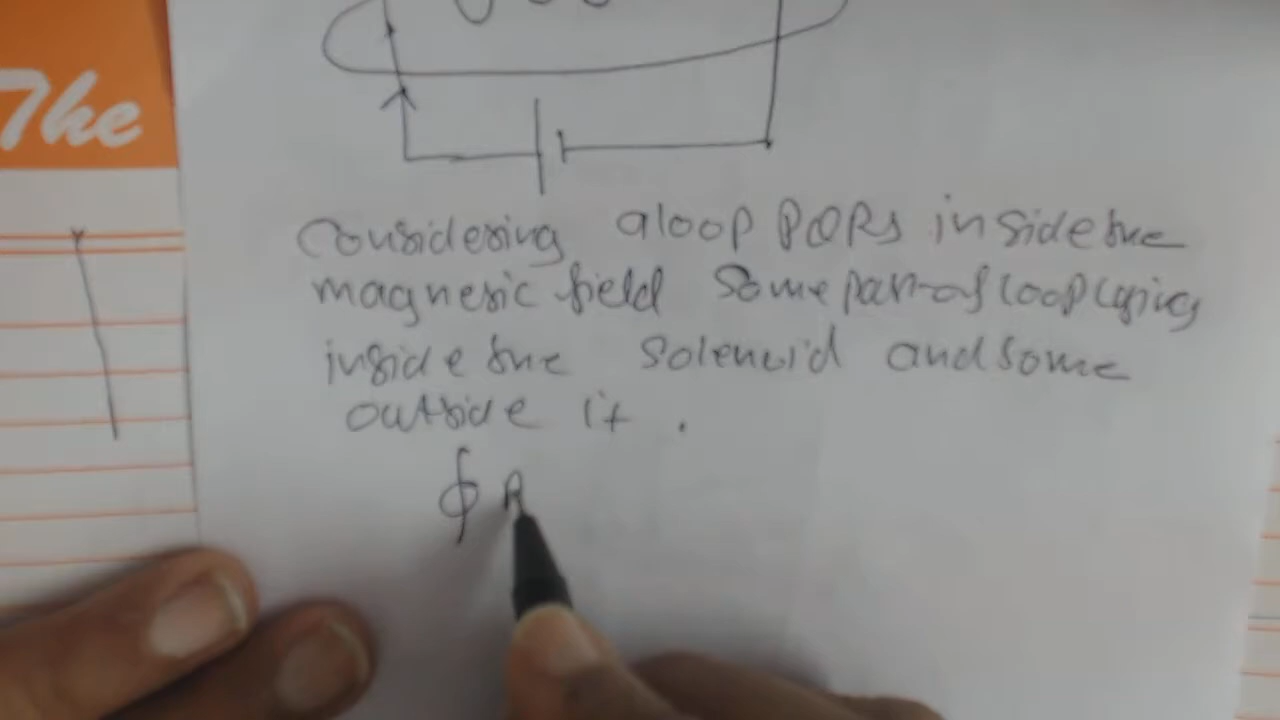 The
Considering a loop PQRS inside the
magnetic field some part of loop lying
inside the solenoid and some
outside it .
∮ B